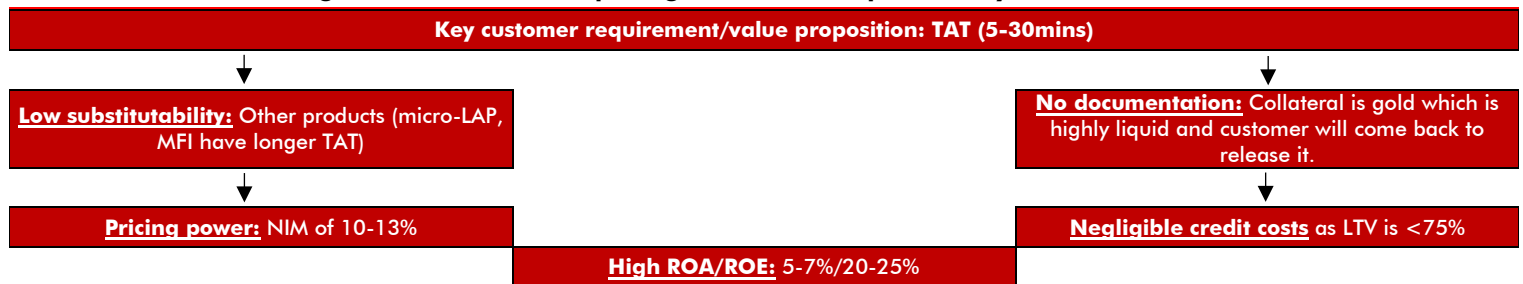 Key customer requirement/value proposition: TAT (5-30mins)
Low substitutability: Other products (micro-LAP,
MFI have longer TAT)
No documentation: Collateral is gold which is
highly liquid and customer will come back to
release it.
Pricing power: NIM of 10-13%
Negligible credit costs as LTV is <75%
High ROA/ROE: 5-7%/20-25%